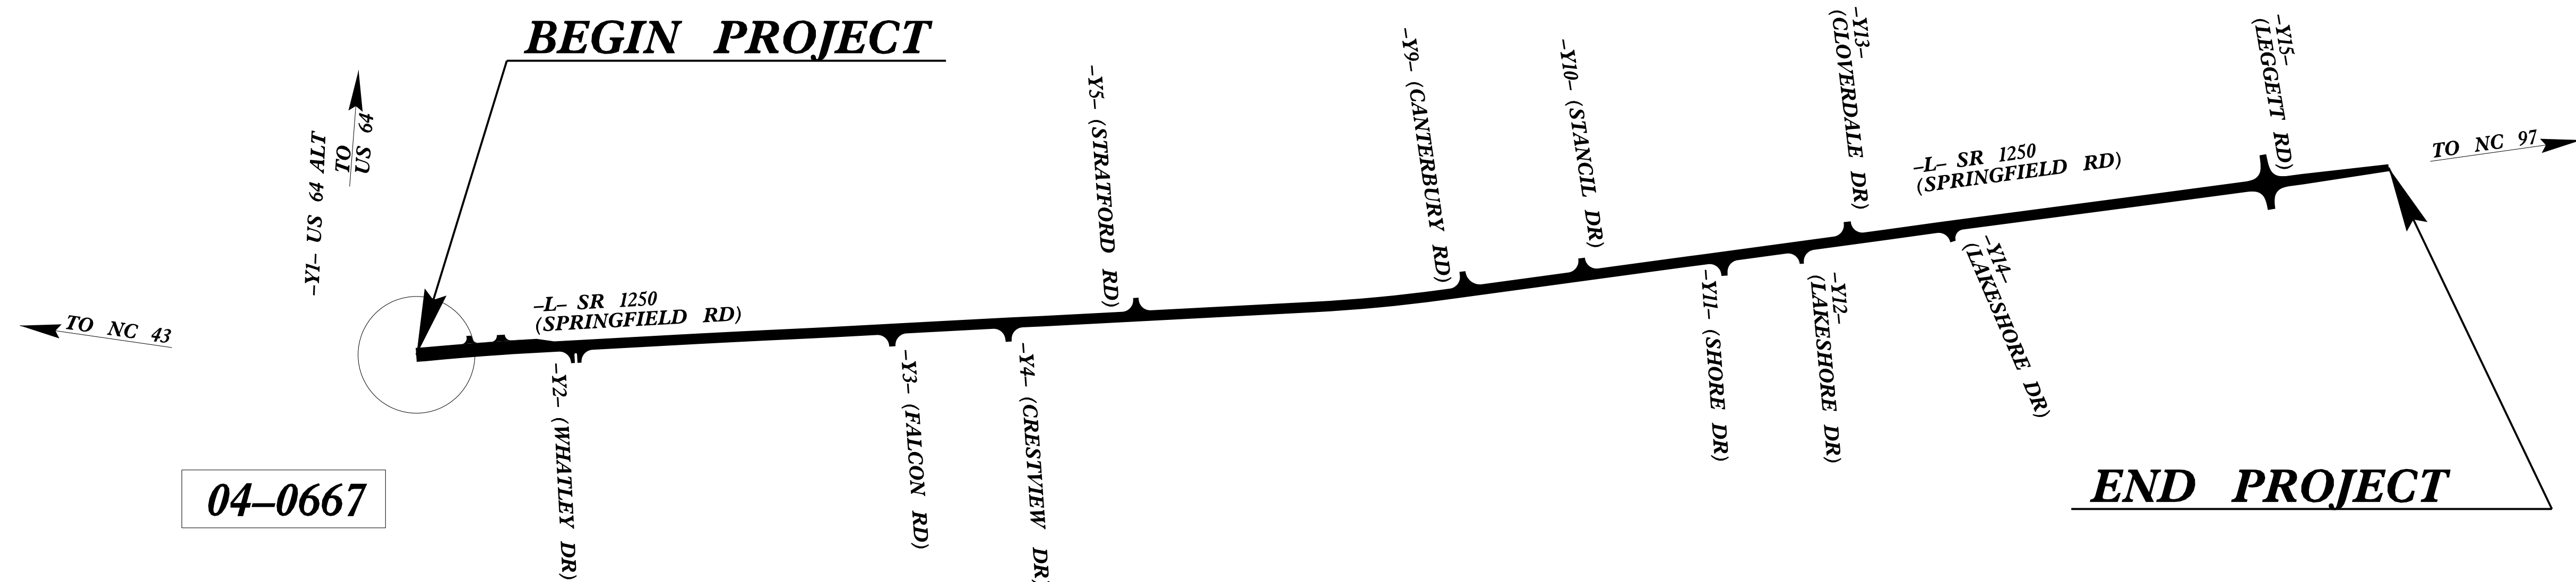 BEGIN PROJECT
–Y1– US 64 ALT
TO
US 64
TO NC 43
–L– SR 1250
(SPRINGFIELD RD)
–Y2– (WHATLEY DR)
–Y3– (FALCON RD)
–Y4– (CRESTVIEW DR)
–Y5– (STRATFORD RD)
–Y9– (CANTERBURY RD)
–Y10– (STANCIL DR)
–Y11– (SHORE DR)
–Y12–
(LAKESHORE DR)
–Y13–
(CLOVERDALE DR)
–Y14–
(LAKESHORE DR)
–L– SR 1250
(SPRINGFIELD RD)
–Y15–
(LEGGETT RD)
TO NC 97
04–0667
END PROJECT